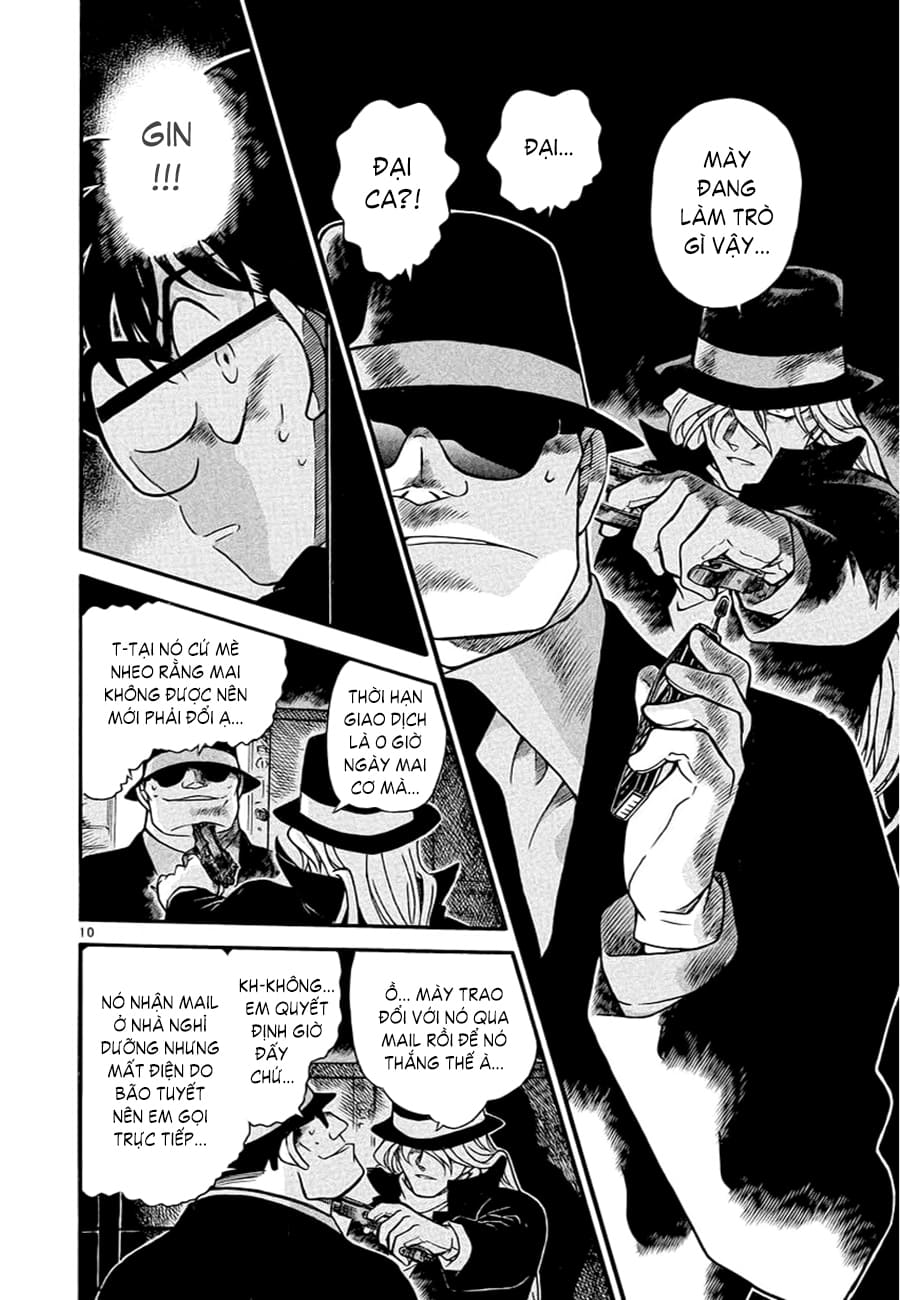 MÀY
ĐANG
LÀM TRÒ
GÌ VẬY...
ĐẠI...
ĐẠI
CA?!
GIN
!!!
THỜI HẠN
GIAO DỊCH
LÀ 0 GIỜ
NGÀY MAI
CƠ MÀ...
T-TẠI NÓ CỨ MÈ
NHEO RẰNG MAI
KHÔNG ĐƯỢC NÊN
MỚI PHẢI ĐỔI Ạ...
10
Ồ... MÀY TRAO
ĐỔI VỚI NÓ QUA
MAIL RỒI ĐỂ NÓ
THẮNG THẾ À...
KH-KHÔNG...
EM QUYẾT
ĐỊNH GIỜ
ĐẤY
CHỨ...
NÓ NHẬN MAIL
Ở NHÀ NGHỈ
DƯỠNG NHƯNG
MẤT ĐIỆN DO
BÃO TUYẾT
NÊN EM GỌI
TRỰC TIẾP...